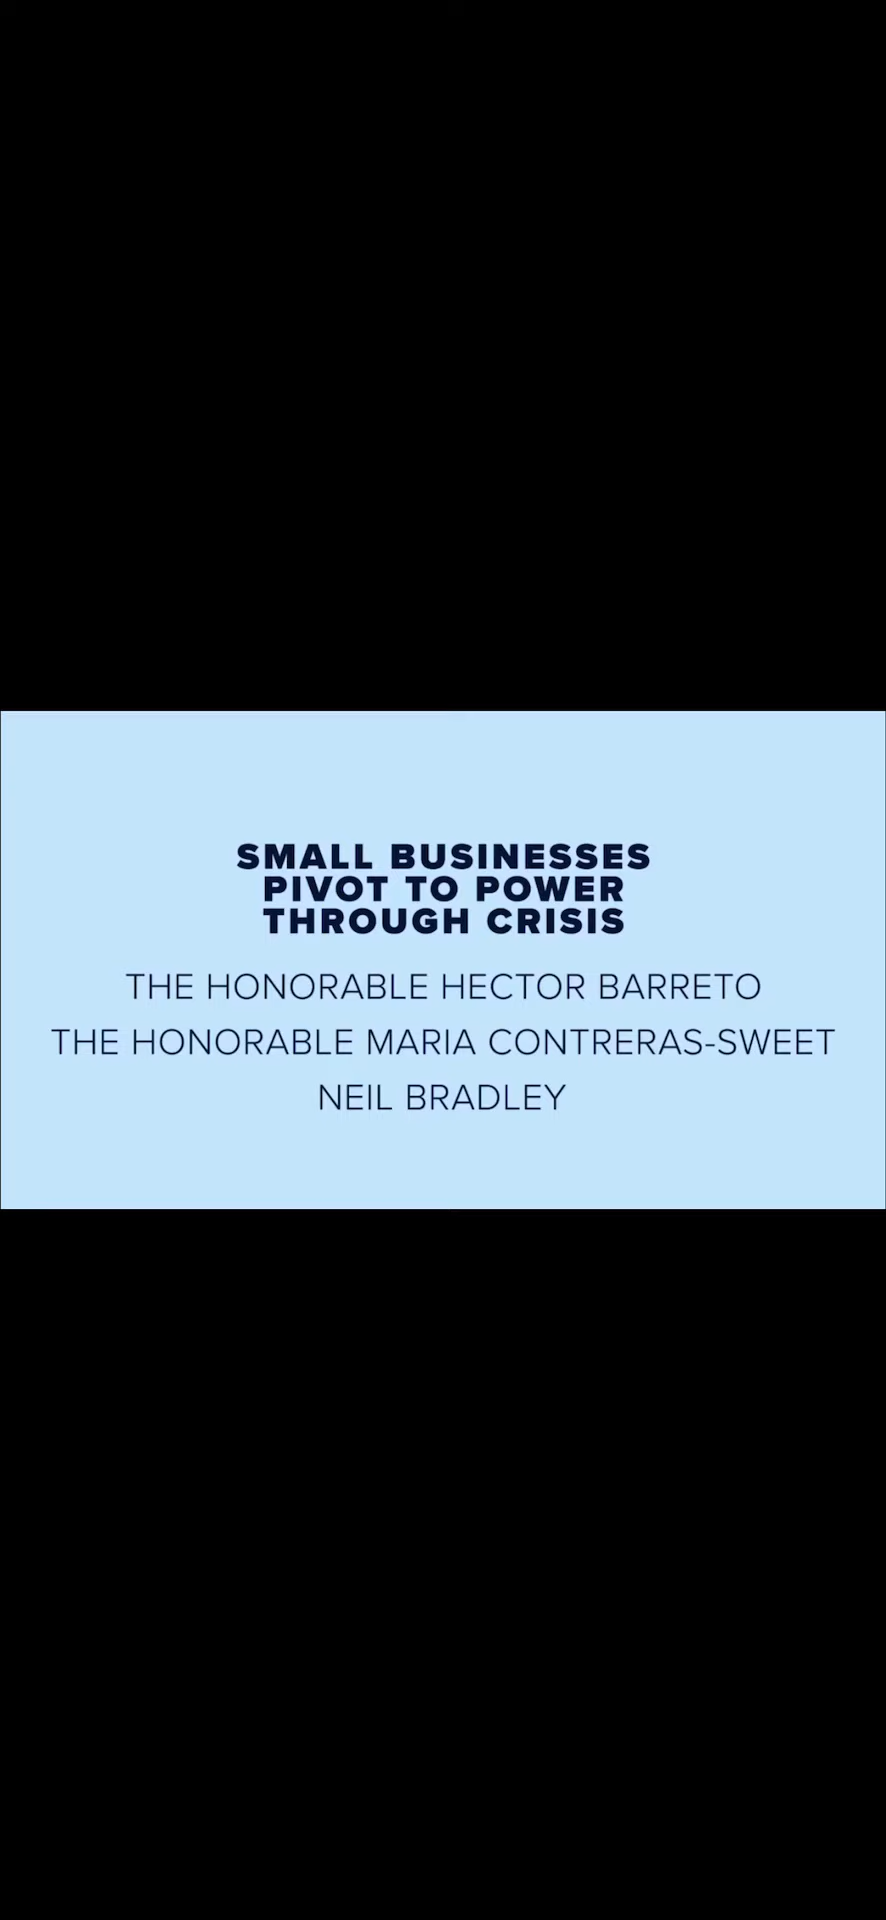 SMALL BUSINESSES
PIVOT TO POWER
THROUGH CRISIS
THE HONORABLE HECTOR BARRETO
THE HONORABLE MARIA CONTRERAS-SWEET
NEIL BRADLEY